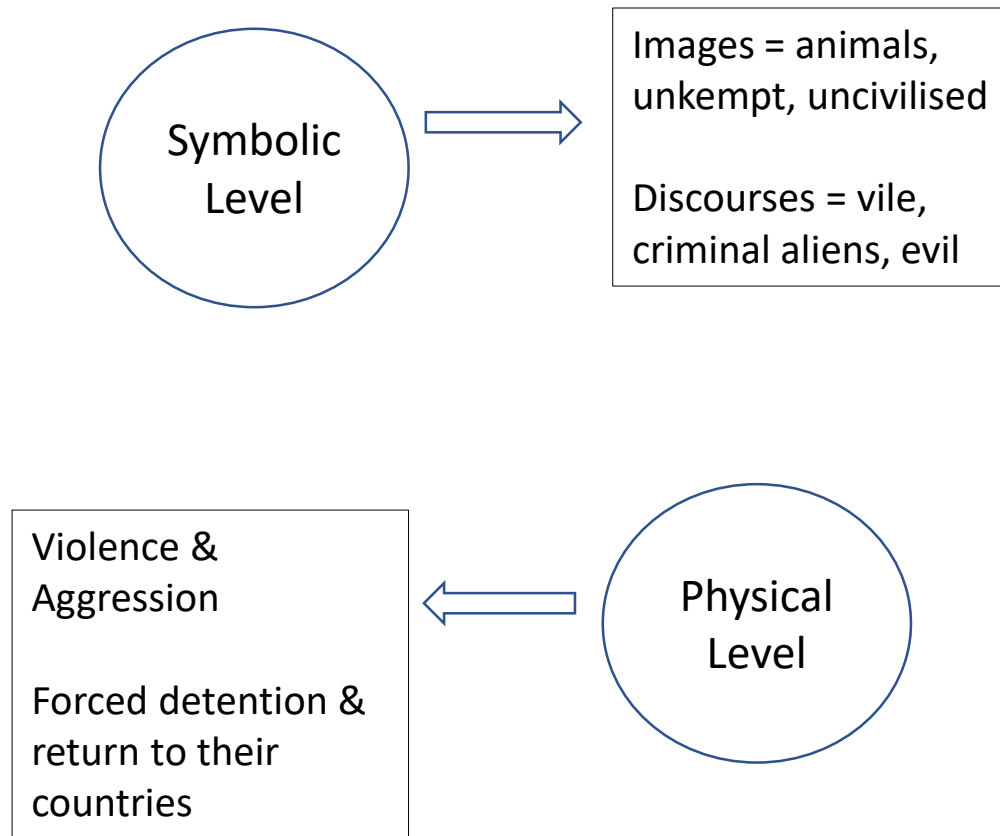 Symbolic
Level
Images = animals,
unkempt, uncivilised
Discourses = vile,
criminal aliens, evil
Violence &
Aggression
Forced detention &
return to their
countries
Physical
Level